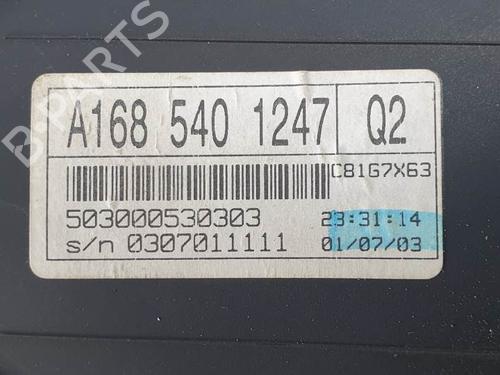 B-PARTS
A168 540 1247 Q2
C81G7X63
503000530303 23:31:14
s/n 0307011111 01/07/03